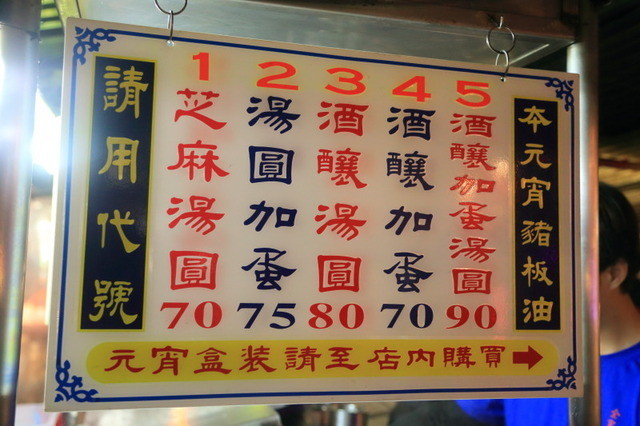 請用代號
1
芝麻湯圓
70
2
湯圓加蛋
75
3
酒釀湯圓
80
4
酒釀加蛋
70
5
酒釀加蛋湯圓
90
本元宵豬板油
元宵盒装請至店内購買→